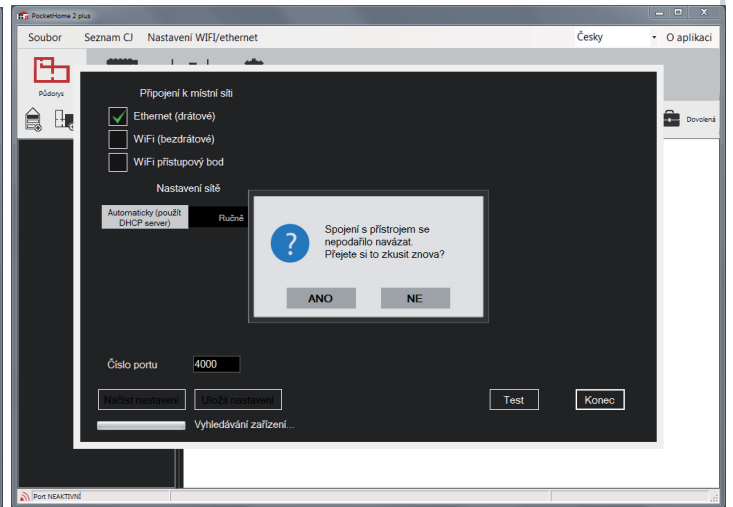 PocketHome 2 plus
Soubor Seznam CJ Nastavení WIFI/ethernet Česky O aplikaci
Půdorys
Dovolená
Připojení k místní síti
Ethernet (drátové)
WiFi (bezdrátové)
WiFi přístupový bod
Nastavení sítě
Automaticky (použít
DHCP server)
Ručně
Spojení s přístrojem se
nepodařilo navázat.
Přejete si to zkusit znova?
ANO NE
Číslo portu 4000
Načíst nastavení Uložit nastavení Test Konec
Vyhledávání zařízení...
Port NEAKTIVNÍ